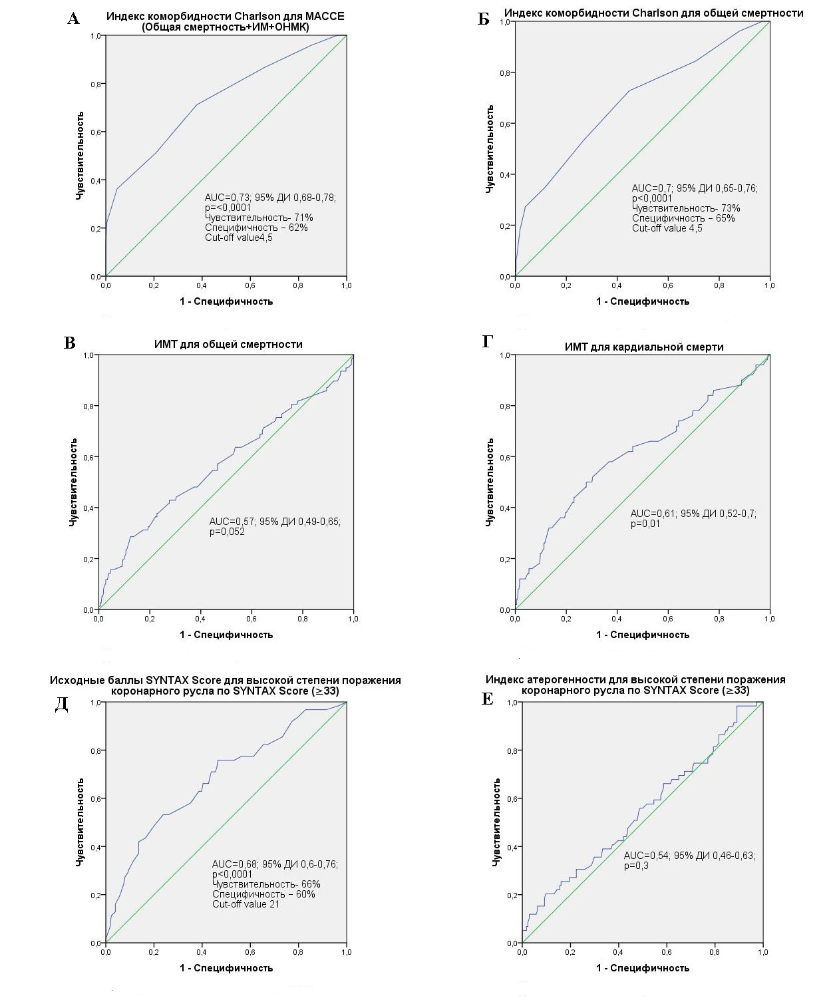 А
Индекс коморбидности Charlson для MACCE
(Общая смертность+ИМ+ОНМК)
Чувствительность
1,0
0,8
0,6
0,4
0,2
0,0
AUC=0,73; 95% ДИ 0,68-0,78;
p=<0,0001
Чувствительность- 71%
Специфичность – 62%
Cut-off value4,5
0,0 0,2 0,4 0,6 0,8 1,0
1 - Специфичность
Б
Индекс коморбидности Charlson для общей смертности
Чувствительность
1,0
0,8
0,6
0,4
0,2
0,0
AUC=0,7; 95% ДИ 0,65-0,76;
p<0,0001
Чувствительность- 73%
Специфичность – 65%
Cut-off value 4,5
0,0 0,2 0,4 0,6 0,8 1,0
1 - Специфичность
В
ИМТ для общей смертности
Чувствительность
1,0
0,8
0,6
0,4
0,2
0,0
AUC=0,57; 95% ДИ 0,49-0,65;
p=0,052
0,0 0,2 0,4 0,6 0,8 1,0
1 - Специфичность
Г
ИМТ для кардиальной смерти
Чувствительность
1,0
0,8
0,6
0,4
0,2
0,0
AUC=0,61; 95% ДИ 0,52-0,7;
p=0,01
0,0 0,2 0,4 0,6 0,8 1,0
1 - Специфичность
Д
Исходные баллы SYNTAX Score для высокой степени поражения
коронарного русла по SYNTAX Score (≥33)
Чувствительность
1,0
0,8
0,6
0,4
0,2
0,0
AUC=0,68; 95% ДИ 0,6-0,76;
p<0,0001
Чувствительность- 66%
Специфичность – 60%
Cut-off value 21
0,0 0,2 0,4 0,6 0,8 1,0
1 - Специфичность
Е
Индекс атерогенности для высокой степени поражения
коронарного русла по SYNTAX Score (≥33)
Чувствительность
1,0
0,8
0,6
0,4
0,2
0,0
AUC=0,54; 95% ДИ 0,46-0,63;
p=0,3
0,0 0,2 0,4 0,6 0,8 1,0
1 - Специфичность